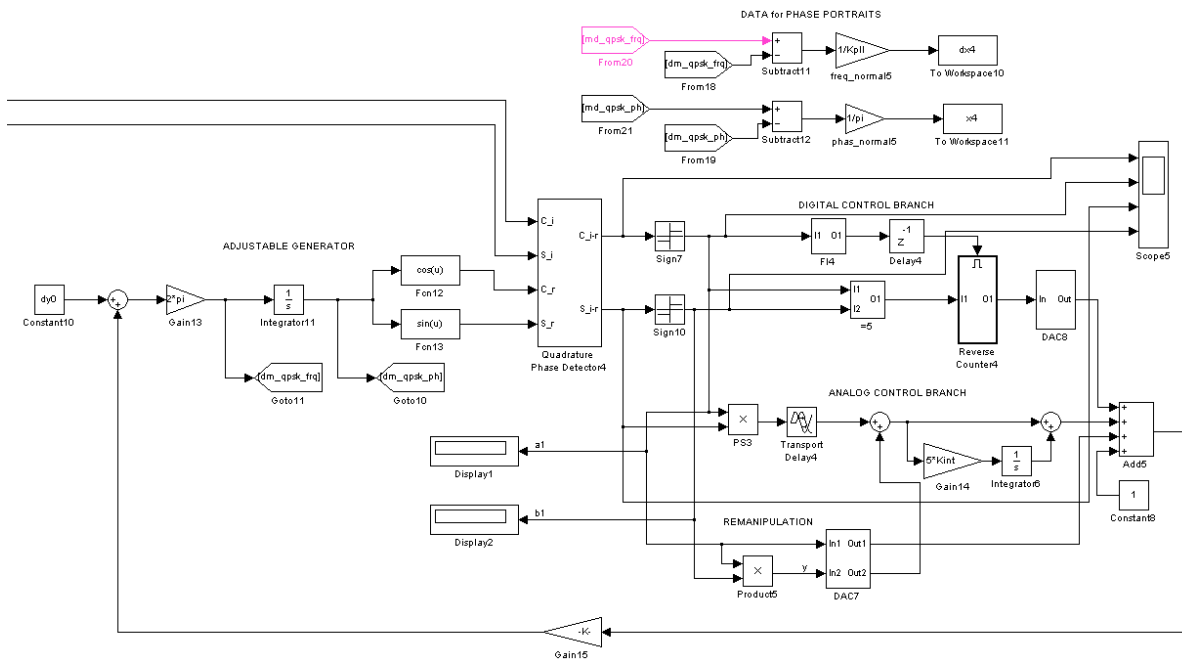 DATA for PHASE PORTRAITS
[md_qpsk_frq]
From20
[dm_qpsk_frq]
From18
+
−
Subtract11
1/Kpll
freq_normal5
dx4
To Workspace10
[md_qpsk_ph]
From21
[dm_qpsk_ph]
From19
+
−
Subtract12
1/pi
phas_normal5
x4
To Workspace11
Scope5
DIGITAL CONTROL BRANCH
C_i
S_i
C_r
S_r
C_i-r
S_i-r
Quadrature
Phase Detector4
Sign7
Sign10
I1 O1
FI4
-1
Z
Delay4
I1
I2
O1
=5
I1 O1
Reverse
Counter4
In Out
DAC8
ADJUSTABLE GENERATOR
dy0
Constant10
+
+
2*pi
Gain13
1
s
Integrator11
cos(u)
Fcn12
sin(u)
Fcn13
[dm_qpsk_frq]
Goto11
[dm_qpsk_ph]
Goto10
ANALOG CONTROL BRANCH
×
PS3
Transport
Delay4
+
+
5*Kint
Gain14
1
s
Integrator6
+
+
+
+
+
+
Add5
1
Constant8
a1
Display1
b1
Display2
REMANIPULATION
×
Product5
y
In1 Out1
In2 Out2
DAC7
-K-
Gain15